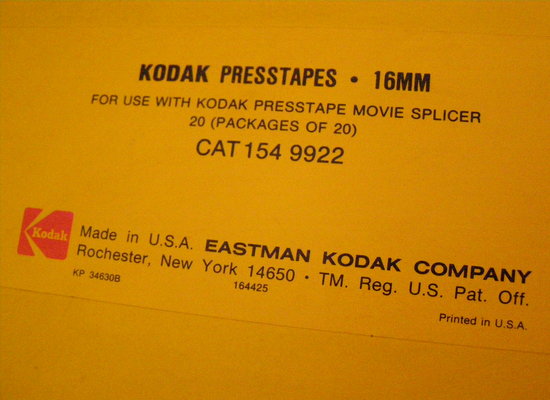 KODAK PRESSTAPES • 16MM
FOR USE WITH KODAK PRESSTAPE MOVIE SPLICER
20 (PACKAGES OF 20)
CAT 154 9922
Kodak
Made in U.S.A. EASTMAN KODAK COMPANY
Rochester, New York 14650 • TM. Reg. U.S. Pat. Off.
KP 34630B
164425
Printed in U.S.A.